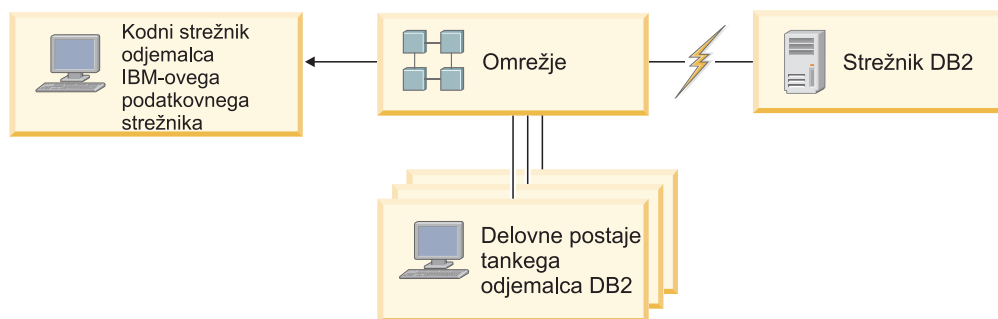 Kodni strežnik
odjemalca
IBM-ovega
podatkovnega
strežnika
Omrežje
Strežnik DB2
Delovne postaje
tankega
odjemalca DB2